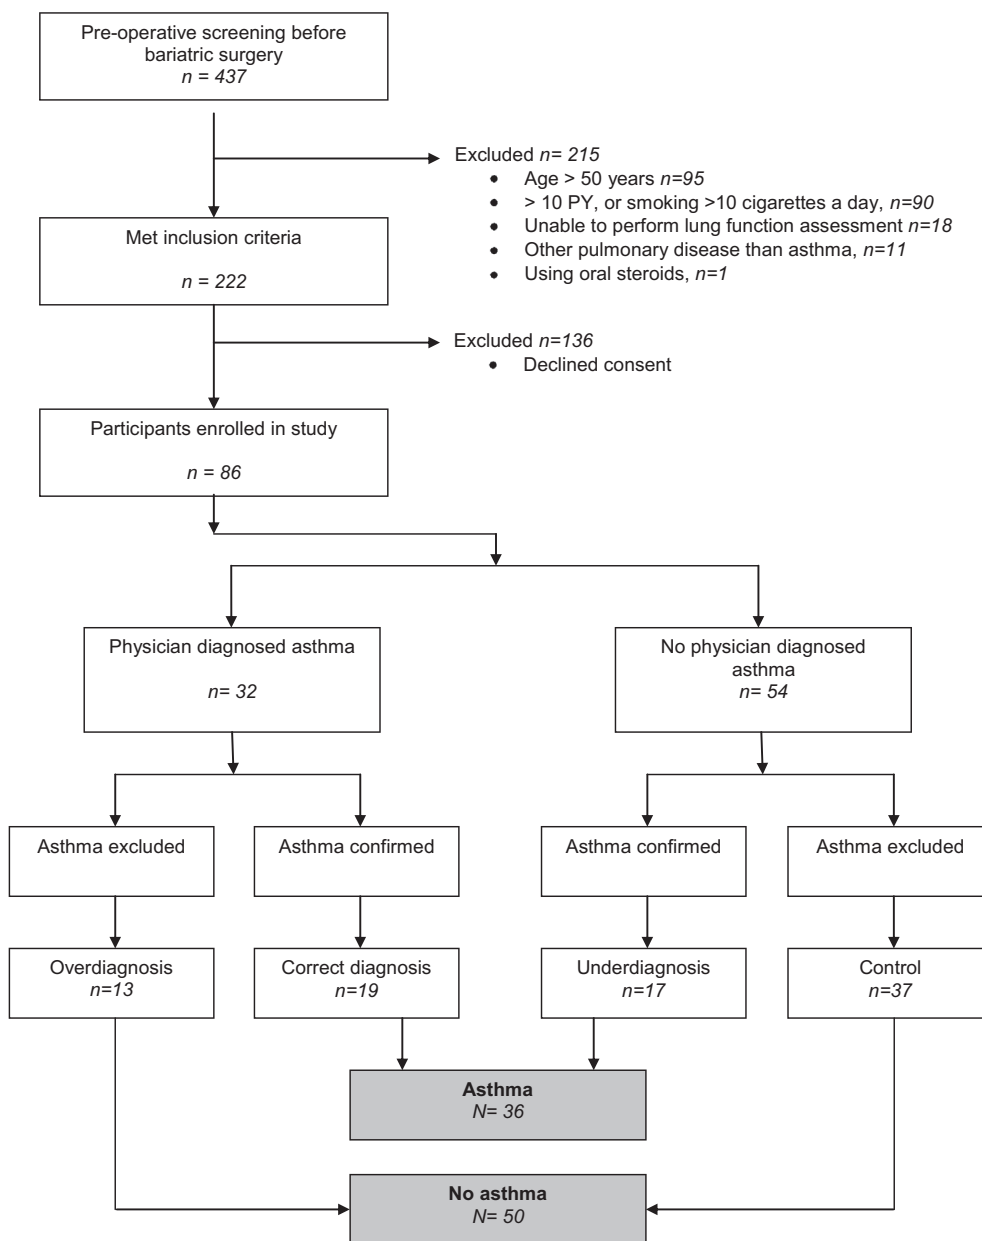 Pre-operative screening before
bariatric surgery
n = 437
Excluded n= 215
• Age > 50 years n=95
• > 10 PY, or smoking >10 cigarettes a day, n=90
• Unable to perform lung function assessment n=18
• Other pulmonary disease than asthma, n=11
• Using oral steroids, n=1
Met inclusion criteria
n = 222
Excluded n=136
• Declined consent
Participants enrolled in study
n = 86
Physician diagnosed asthma
n= 32
No physician diagnosed
asthma
n= 54
Asthma excluded
Asthma confirmed
Asthma confirmed
Asthma excluded
Overdiagnosis
n=13
Correct diagnosis
n=19
Underdiagnosis
n=17
Control
n=37
Asthma
N= 36
No asthma
N= 50